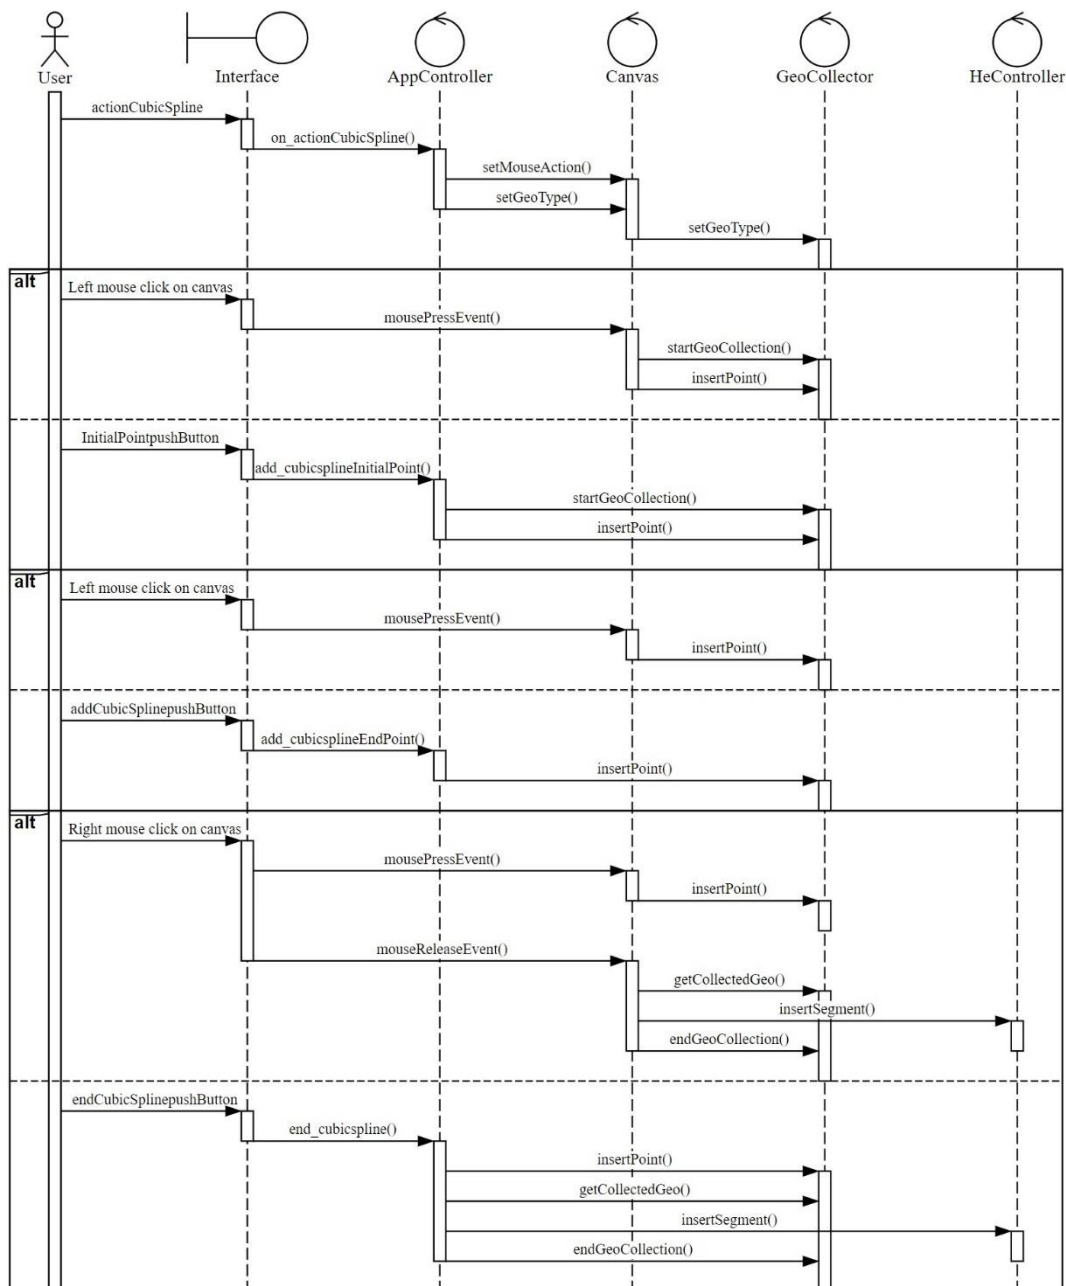 User
Interface
AppController
Canvas
GeoCollector
HeController
actionCubicSpline
on_actionCubicSpline()
setMouseAction()
setGeoType()
setGeoType()
alt
Left mouse click on canvas
mousePressEvent()
startGeoCollection()
insertPoint()
InitialPointpushButton
add_cubicsplineInitialPoint()
startGeoCollection()
insertPoint()
alt
Left mouse click on canvas
mousePressEvent()
insertPoint()
addCubicSplinepushButton
add_cubicsplineEndPoint()
insertPoint()
alt
Right mouse click on canvas
mousePressEvent()
insertPoint()
mouseReleaseEvent()
getCollectedGeo()
insertSegment()
endGeoCollection()
endCubicSplinepushButton
end_cubicspline()
insertPoint()
getCollectedGeo()
insertSegment()
endGeoCollection()